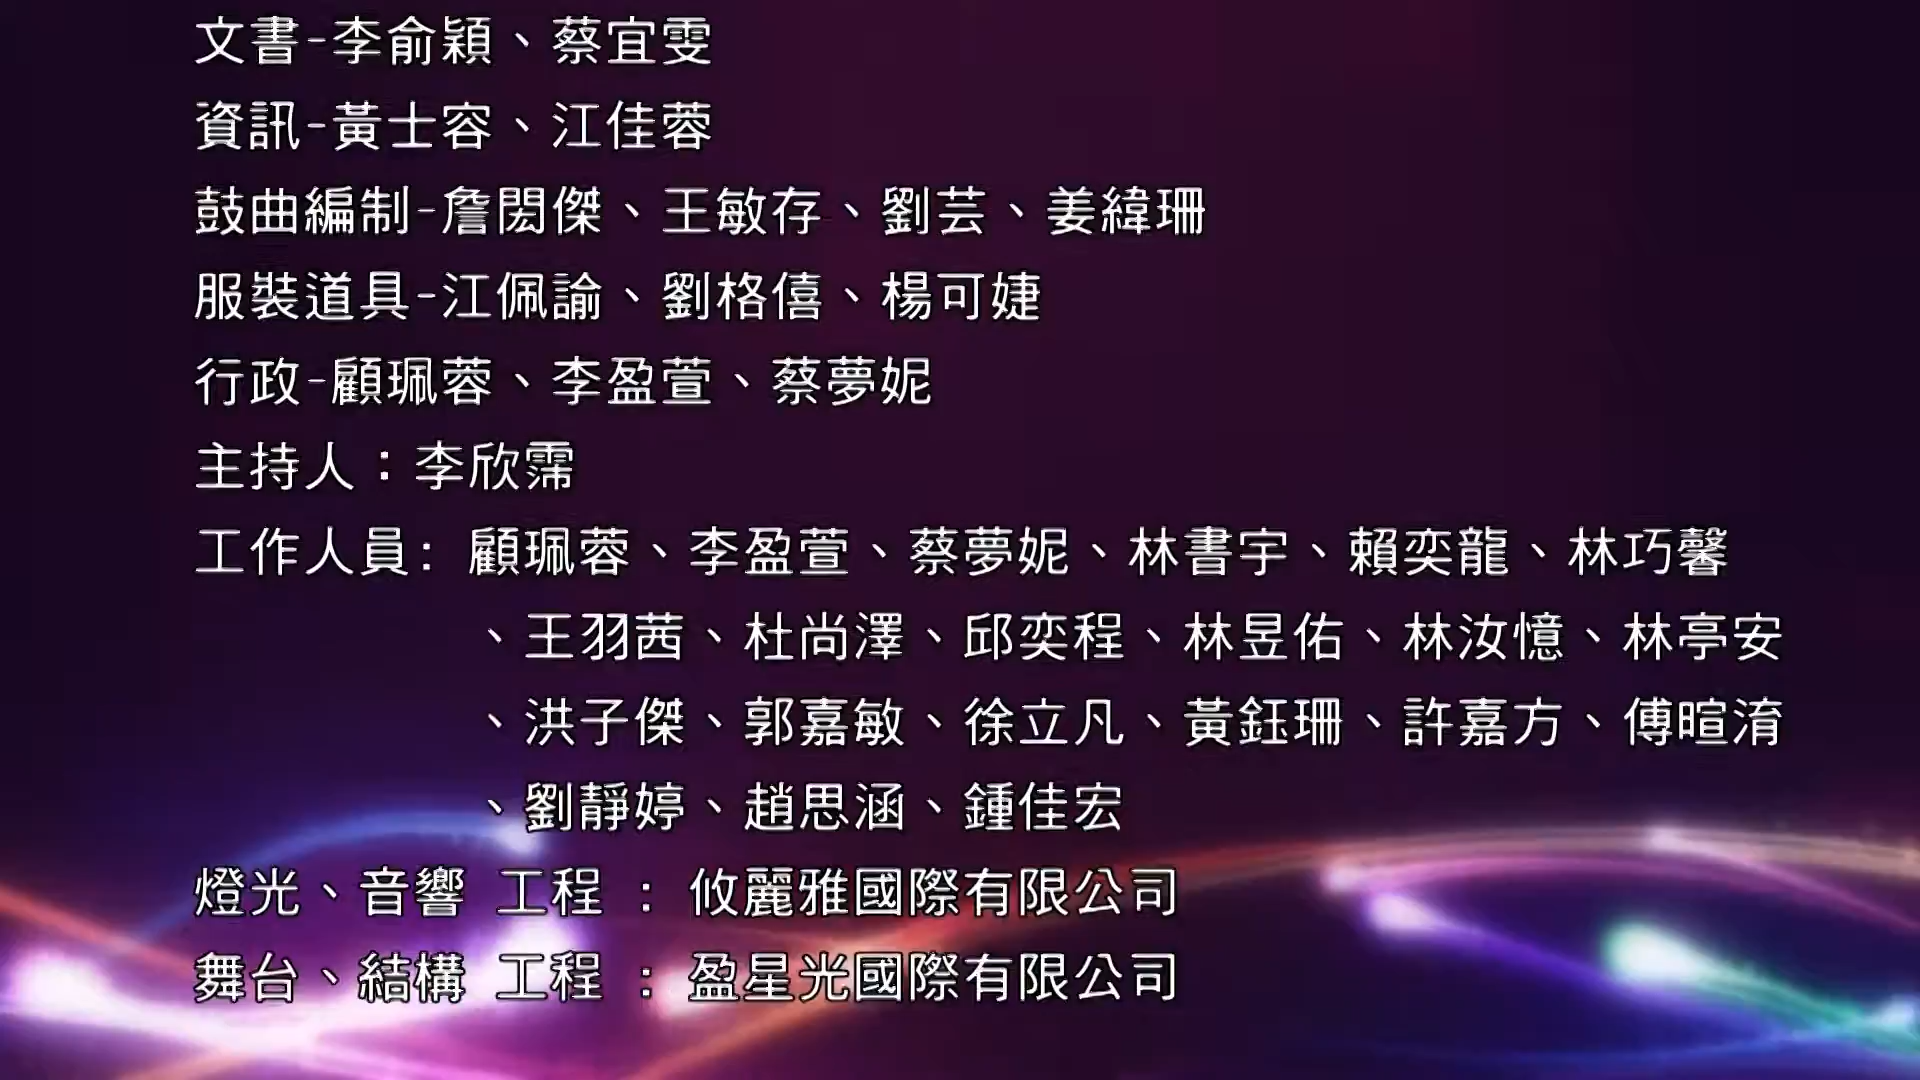 文書-李俞穎、蔡宜雯
資訊-黃士容、江佳蓉
鼓曲編制-詹閎傑、王敏存、劉芸、姜緯珊
服裝道具-江佩諭、劉格僖、楊可婕
行政-顧珮蓉、李盈萱、蔡夢妮
主持人：李欣霈
工作人員: 顧珮蓉、李盈萱、蔡夢妮、林書宇、賴奕龍、林巧馨
、王羽茜、杜尚澤、邱奕程、林昱佑、林汝憶、林亭安
、洪子傑、郭嘉敏、徐立凡、黃鈺珊、許嘉方、傅暄淯
、劉靜婷、趙思涵、鍾佳宏
燈光、音響 工程 : 攸麗雅國際有限公司
舞台、結構 工程 : 盈星光國際有限公司